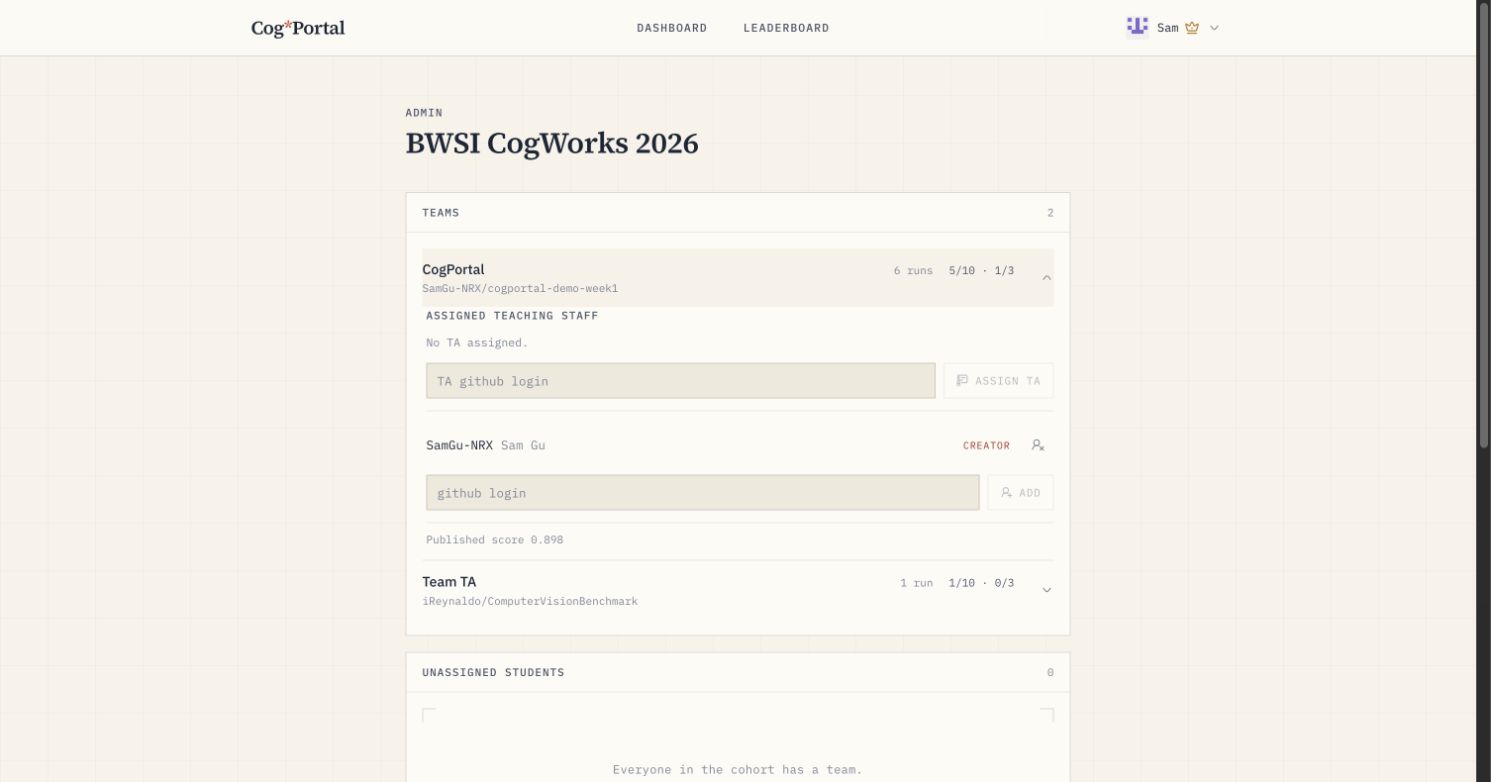 Cog*Portal
DASHBOARD LEADERBOARD
Sam
ADMIN
BWSI CogWorks 2026
TEAMS 2
CogPortal 6 runs 5/10 · 1/3
SamGu-NRX/cogportal-demo-week1
ASSIGNED TEACHING STAFF
No TA assigned.
TA github login ASSIGN TA
SamGu-NRX Sam Gu CREATOR
github login ADD
Published score 0.898
Team TA 1 run 1/10 · 0/3
iReynaldo/ComputerVisionBenchmark
UNASSIGNED STUDENTS 0
Everyone in the cohort has a team.